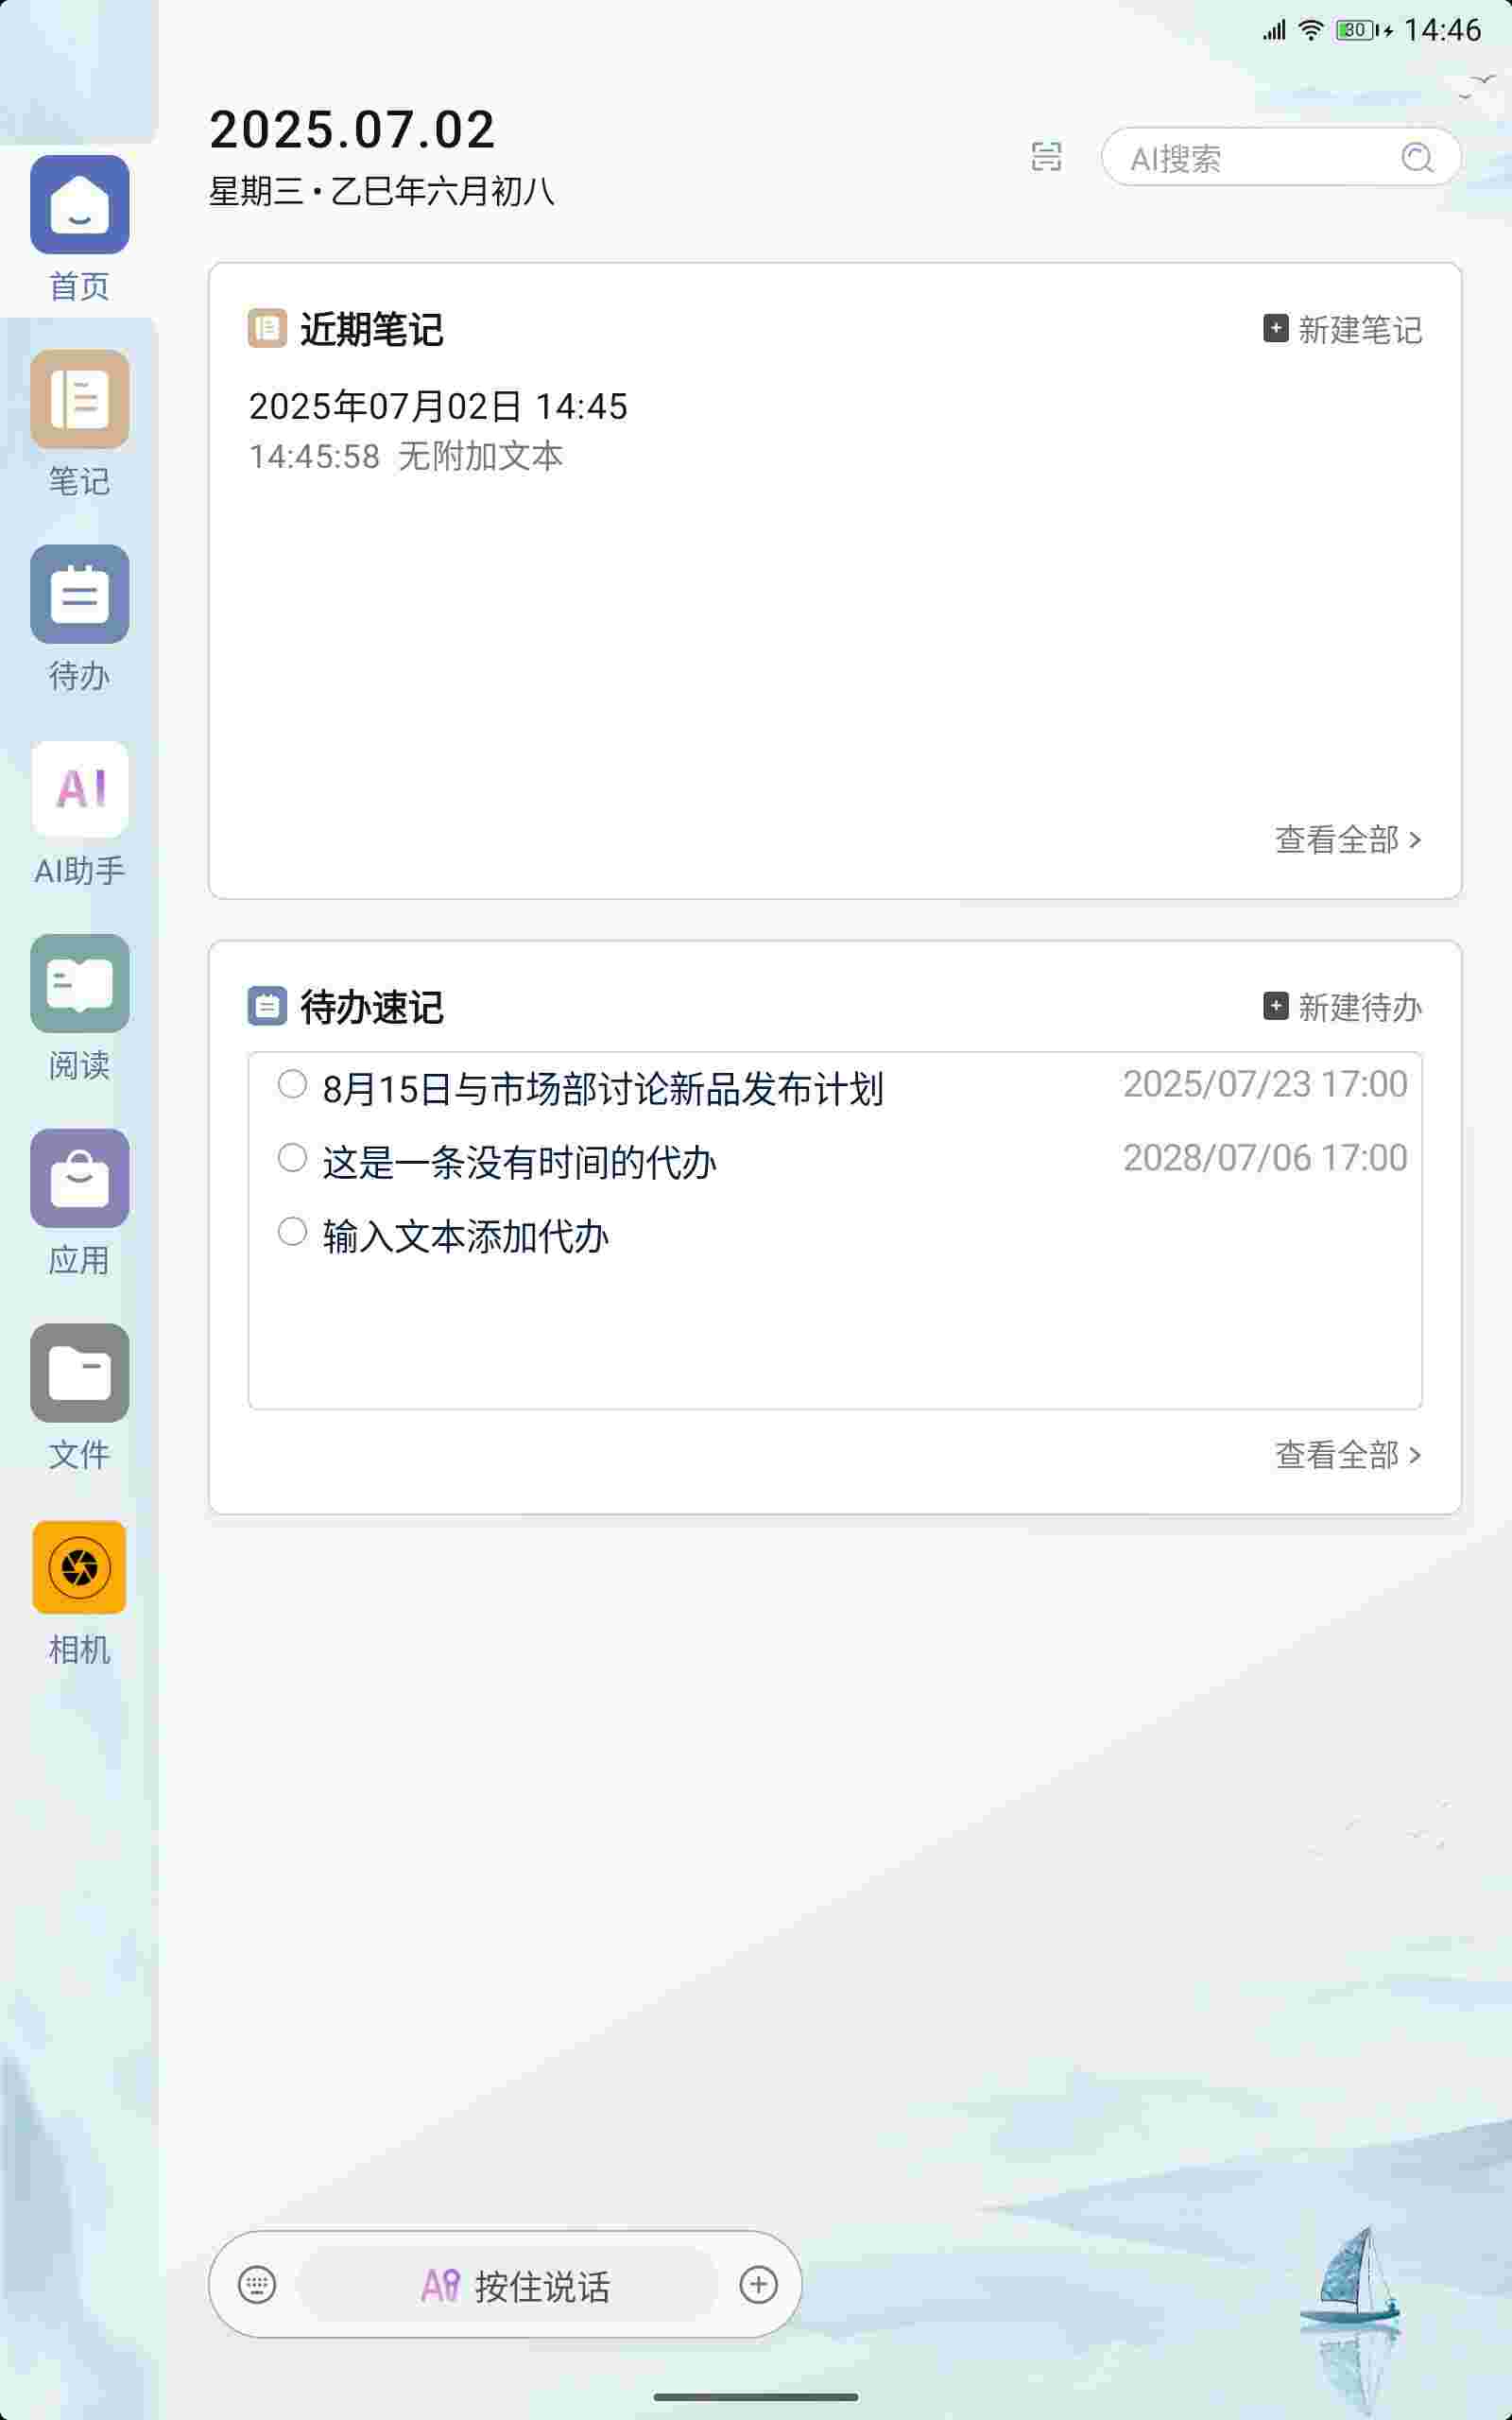 30 14:46
2025.07.02
星期三·乙巳年六月初八
AI搜索
首页
近期笔记
新建笔记
2025年07月02日 14:45
14:45:58 无附加文本
笔记
待办
AI
AI助手
查看全部 >
待办速记
新建待办
8月15日与市场部讨论新品发布计划 2025/07/23 17:00
阅读
这是一条没有时间的代办 2028/07/06 17:00
输入文本添加代办
应用
文件
查看全部 >
相机
按住说话